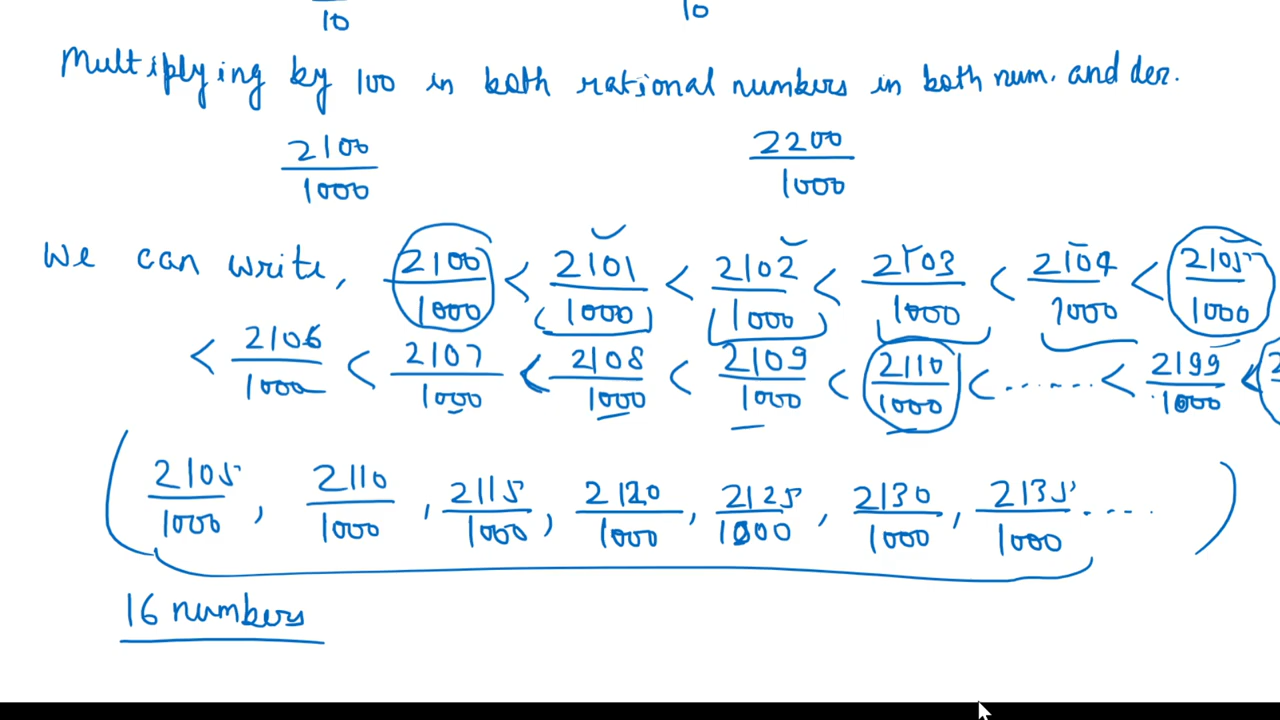 10 10
Multiplying by 100 in both rational numbers in both num. and den.
2100/1000 2200/1000
We can write, 2100/1000 < 2101/1000 < 2102/1000 < 2103/1000 < 2104/1000 < 2105/1000
< 2106/1000 < 2107/1000 < 2108/1000 < 2109/1000 < 2110/1000 < ....... < 2199/1000 <
( 2105/1000 , 2110/1000 , 2115/1000 , 2120/1000 , 2125/1000 , 2130/1000 , 2135/1000 ..... )
16 numbers